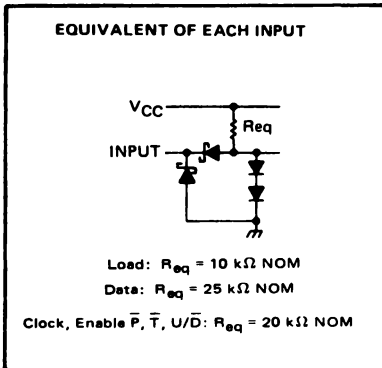 EQUIVALENT OF EACH INPUT
VCC
Req
INPUT
Load: Req = 10 kΩ NOM
Data: Req = 25 kΩ NOM
Clock, Enable P̅, T̅, U/D̅: Req = 20 kΩ NOM